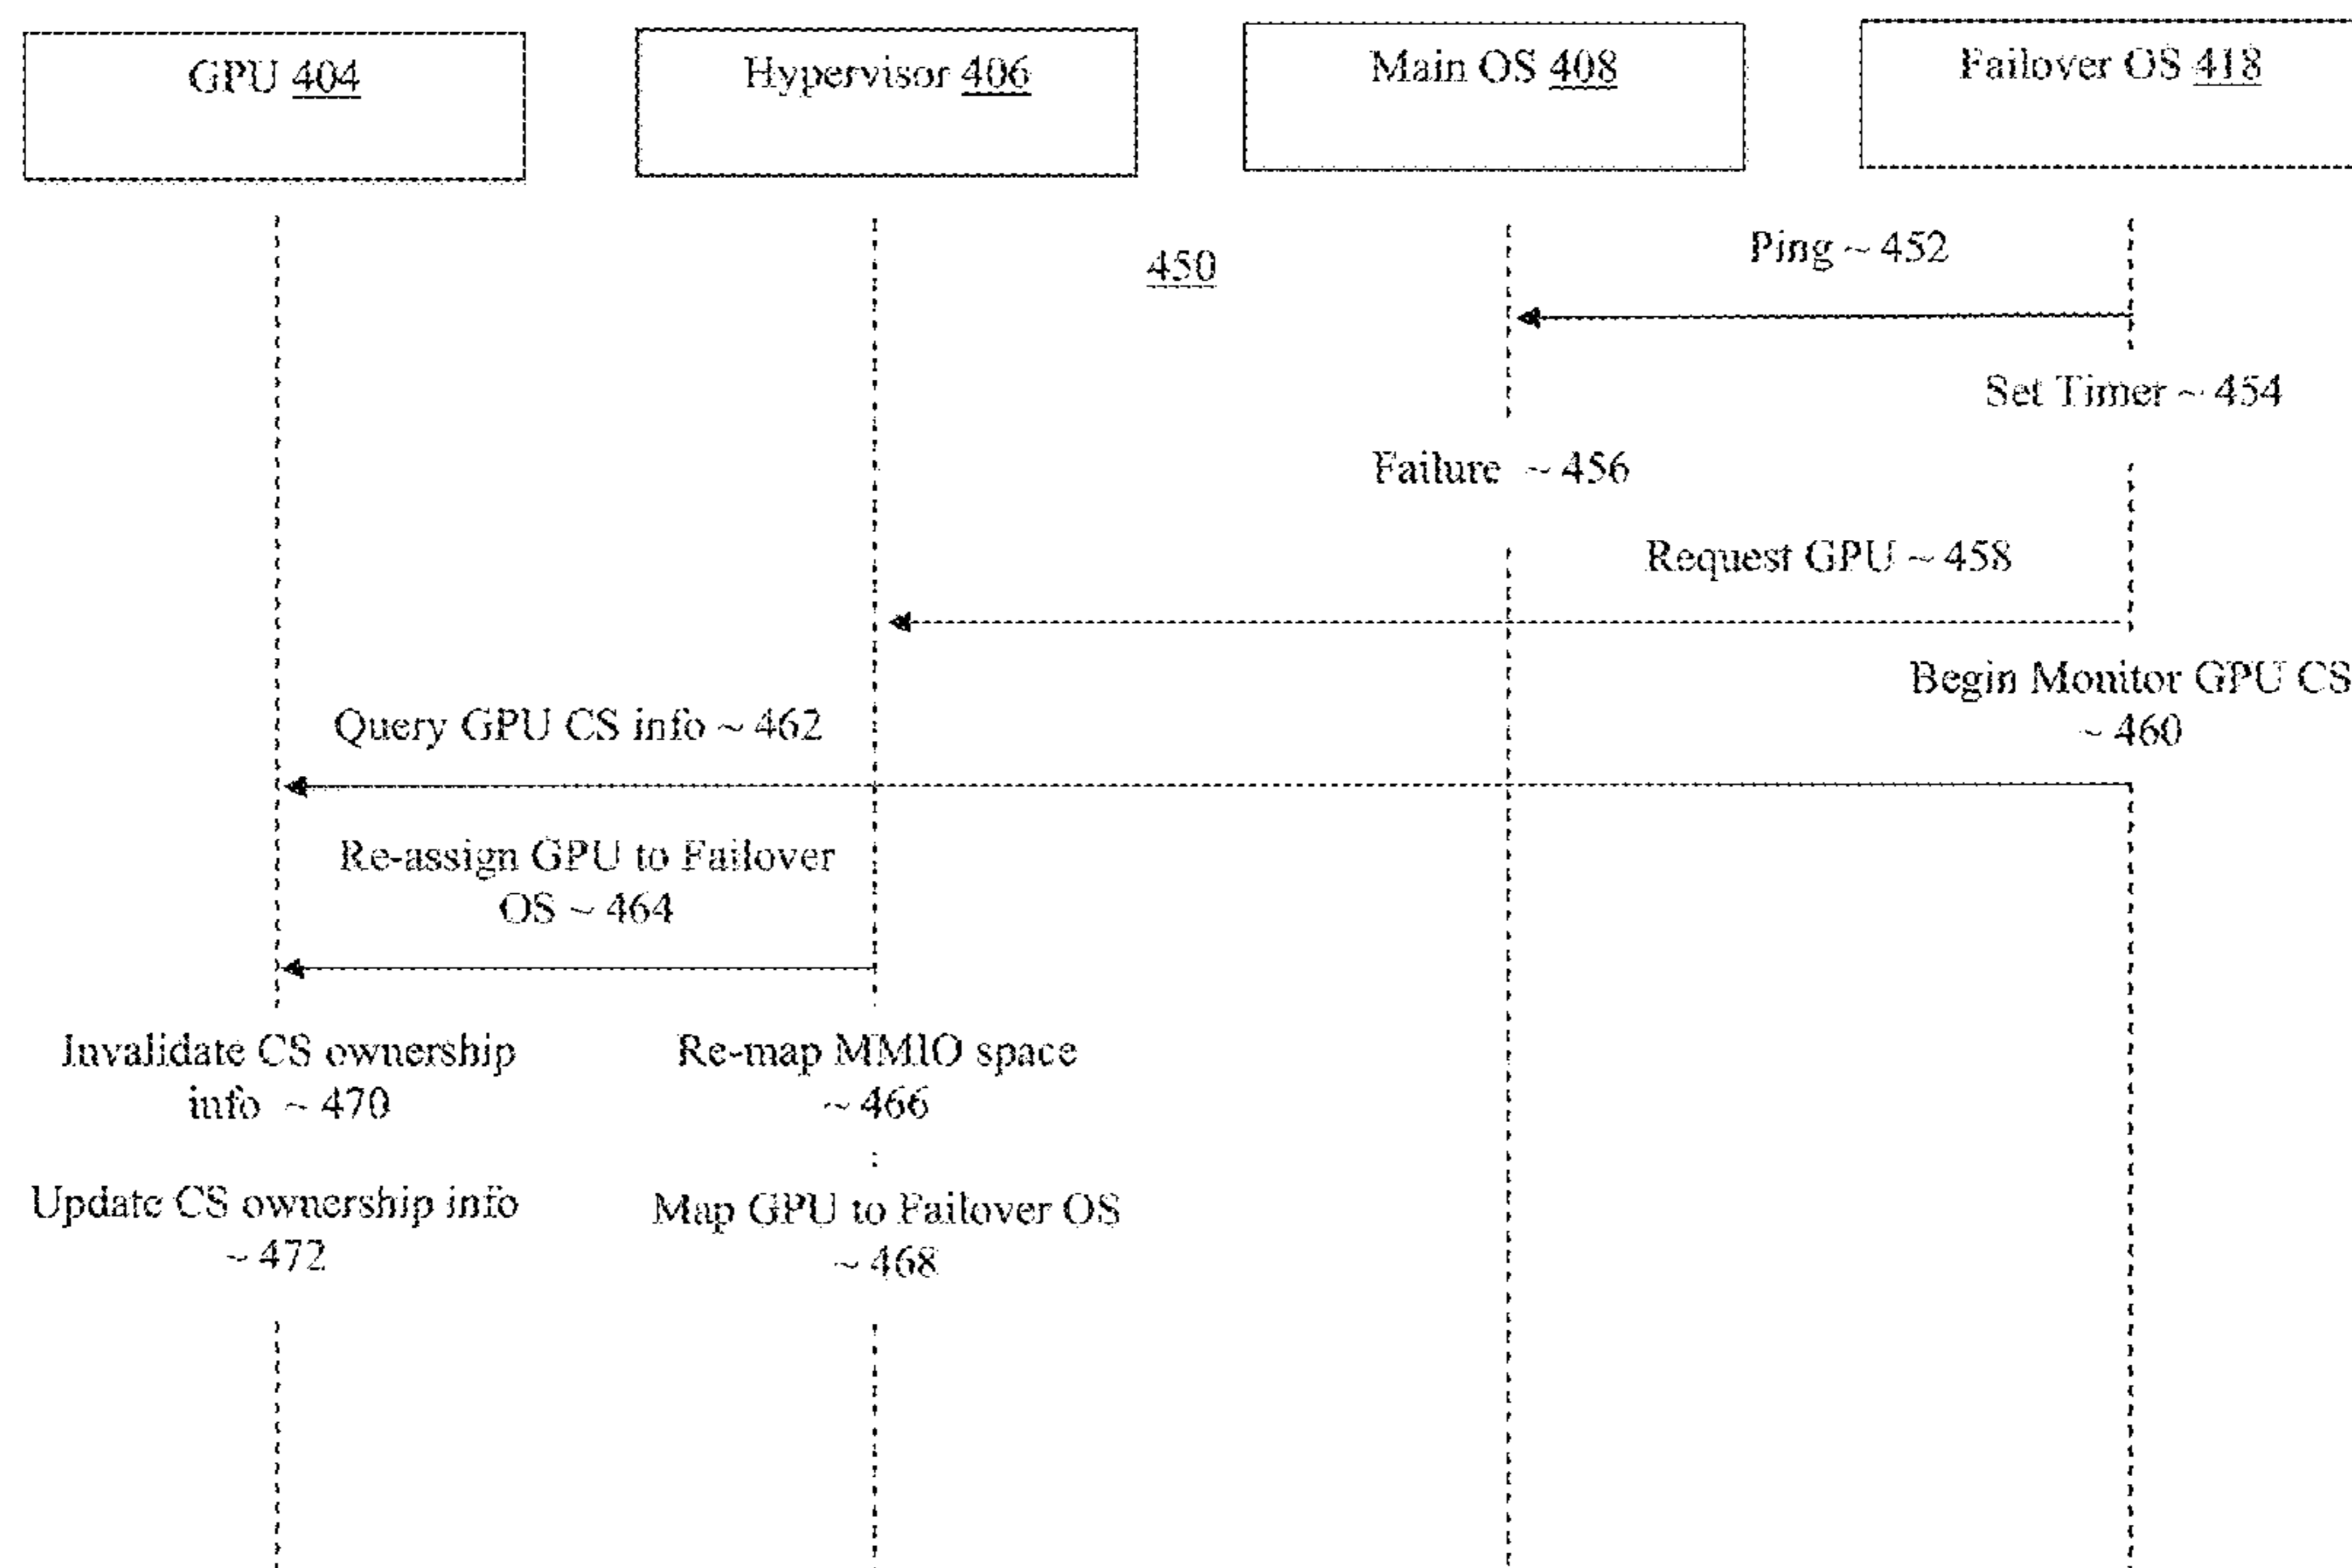 GPU 404
Hypervisor 406
Main OS 408
Failover OS 418
450
Ping ~ 452
Set Timer ~ 454
Failure ~ 456
Request GPU ~ 458
Begin Monitor GPU CS
~ 460
Query GPU CS info ~ 462
Re-assign GPU to Failover
OS ~ 464
Invalidate CS ownership
info ~ 470
Re-map MMIO space
~ 466
Update CS ownership info
~ 472
Map GPU to Failover OS
~ 468